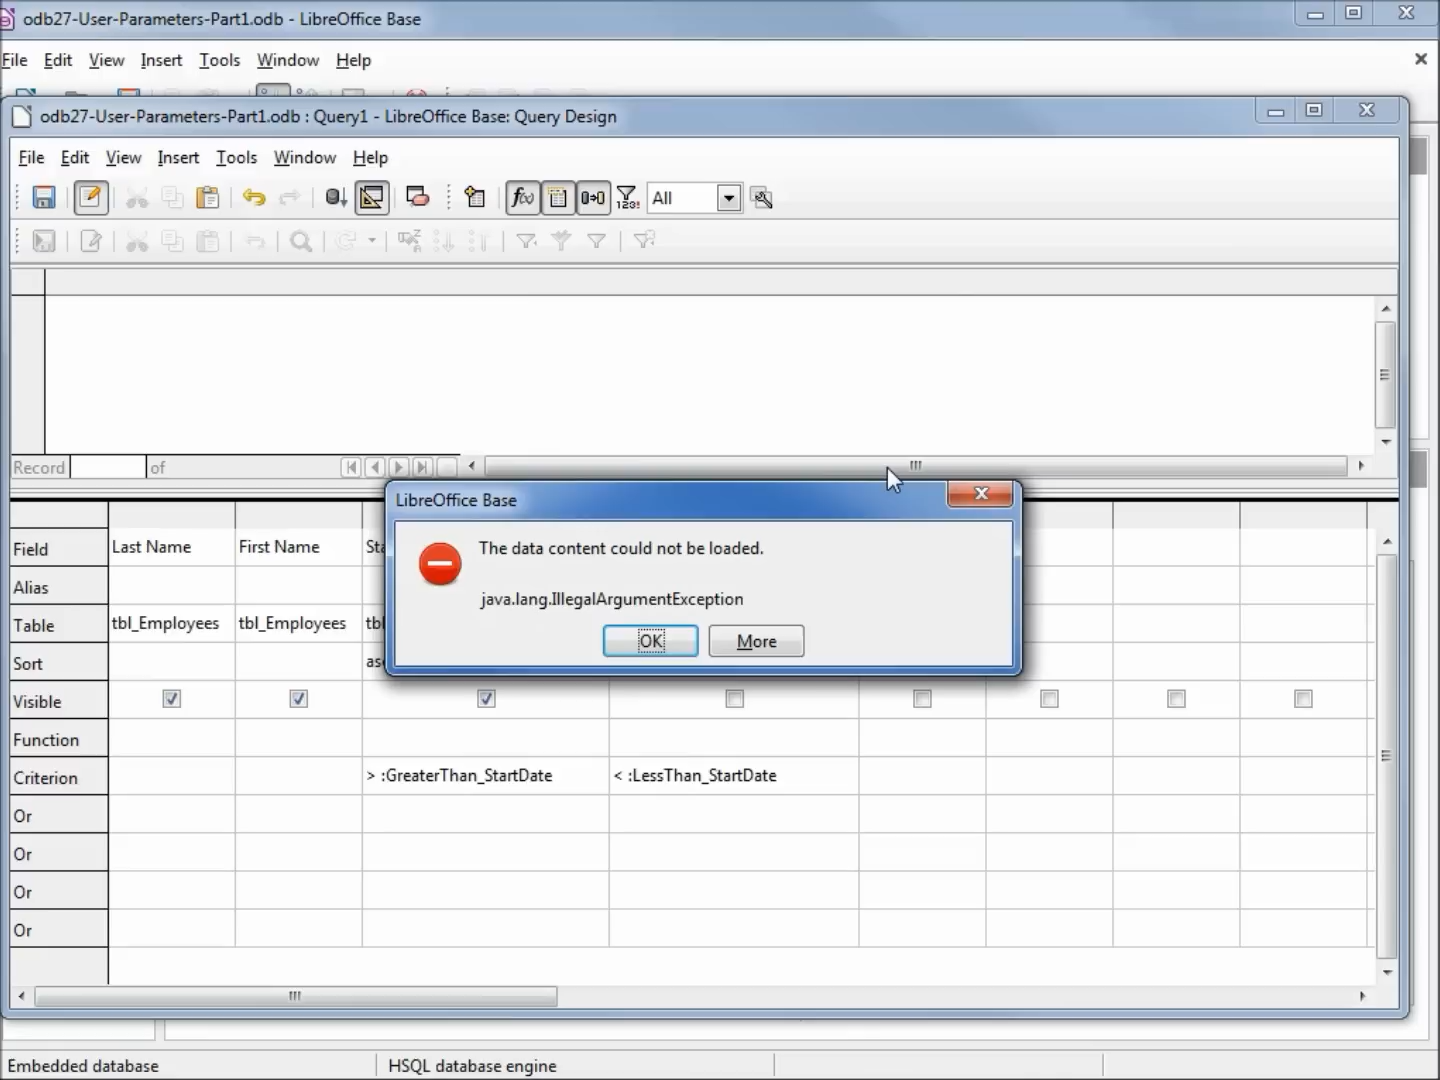 odb27-User-Parameters-Part1.odb - LibreOffice Base
File Edit View Insert Tools Window Help
odb27-User-Parameters-Part1.odb : Query1 - LibreOffice Base: Query Design
File Edit View Insert Tools Window Help
f(x) 123! All
Record of
LibreOffice Base
The data content could not be loaded.
java.lang.IllegalArgumentException
OK More
Field Last Name First Name
Alias
Table tbl_Employees tbl_Employees
Sort
Visible
Function
Criterion > :GreaterThan_StartDate < :LessThan_StartDate
Or
Or
Or
Or
Embedded database HSQL database engine